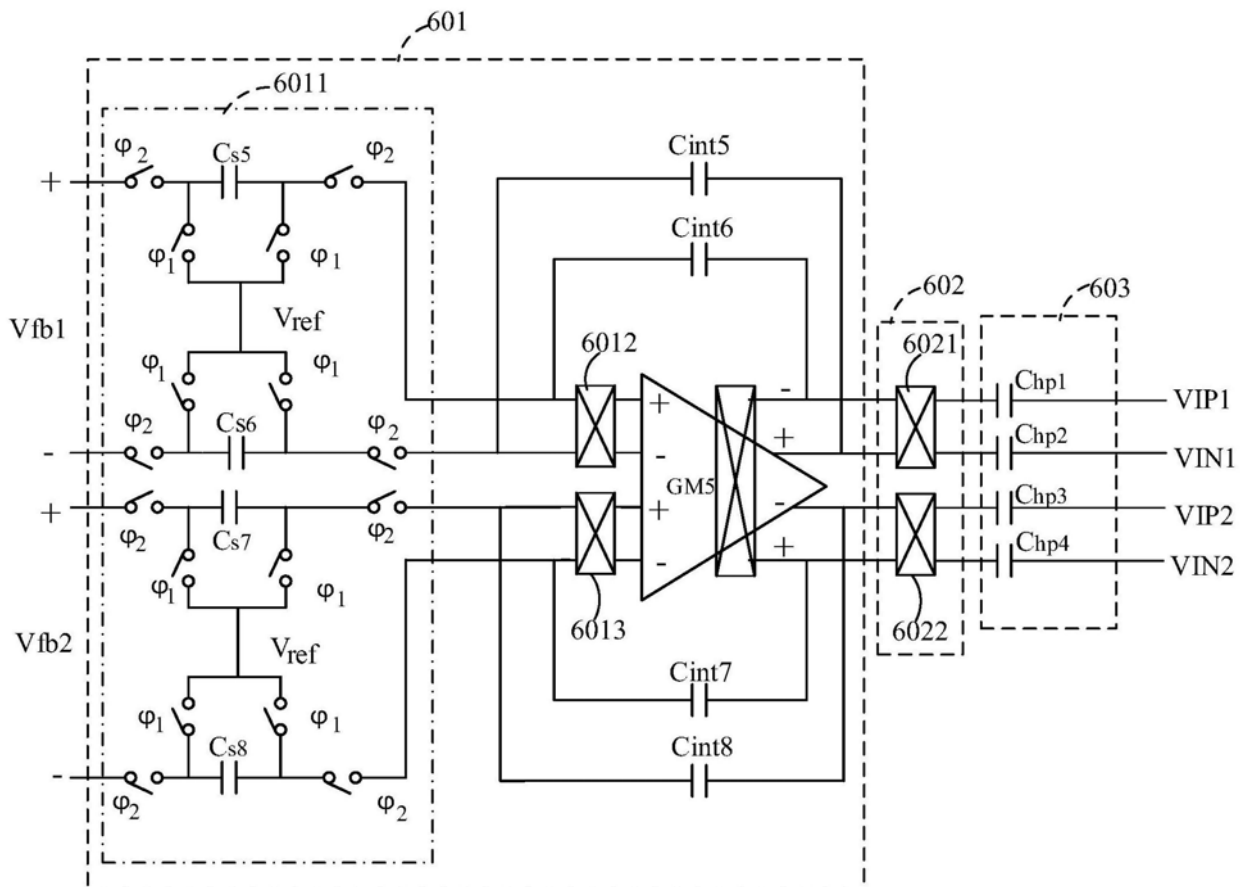 601
6011
φ2 Cs5 φ2
+
φ1 φ1
Vfb1
Vref
φ1 φ1
φ2 Cs6 φ2
-
+
φ2 Cs7 φ2
φ1 φ1
Vfb2
Vref
φ1 φ1
Cs8
-
φ2 φ2
Cint5
Cint6
6012
+
-
GM5
+
-
6013
-
+
-
+
Cint7
Cint8
602
6021
6022
603
Chp1 VIP1
Chp2 VIN1
Chp3 VIP2
Chp4 VIN2